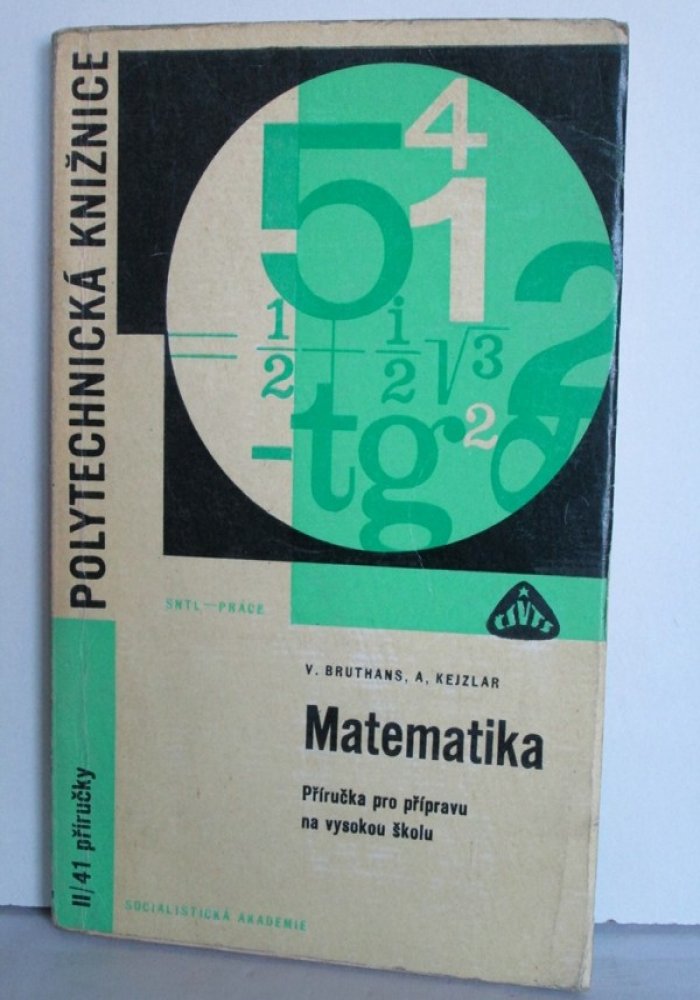 POLYTECHNICKÁ KNIŽNICE
II/41 příručky
5 4
1
2
= 1/2 + i/2 √3
- tg 2 α
SNTL—PRÁCE
ČSVTS
V. BRUTHANS, A. KEJZLAR
Matematika
Příručka pro přípravu
na vysokou školu
SOCIALISTICKÁ AKADEMIE